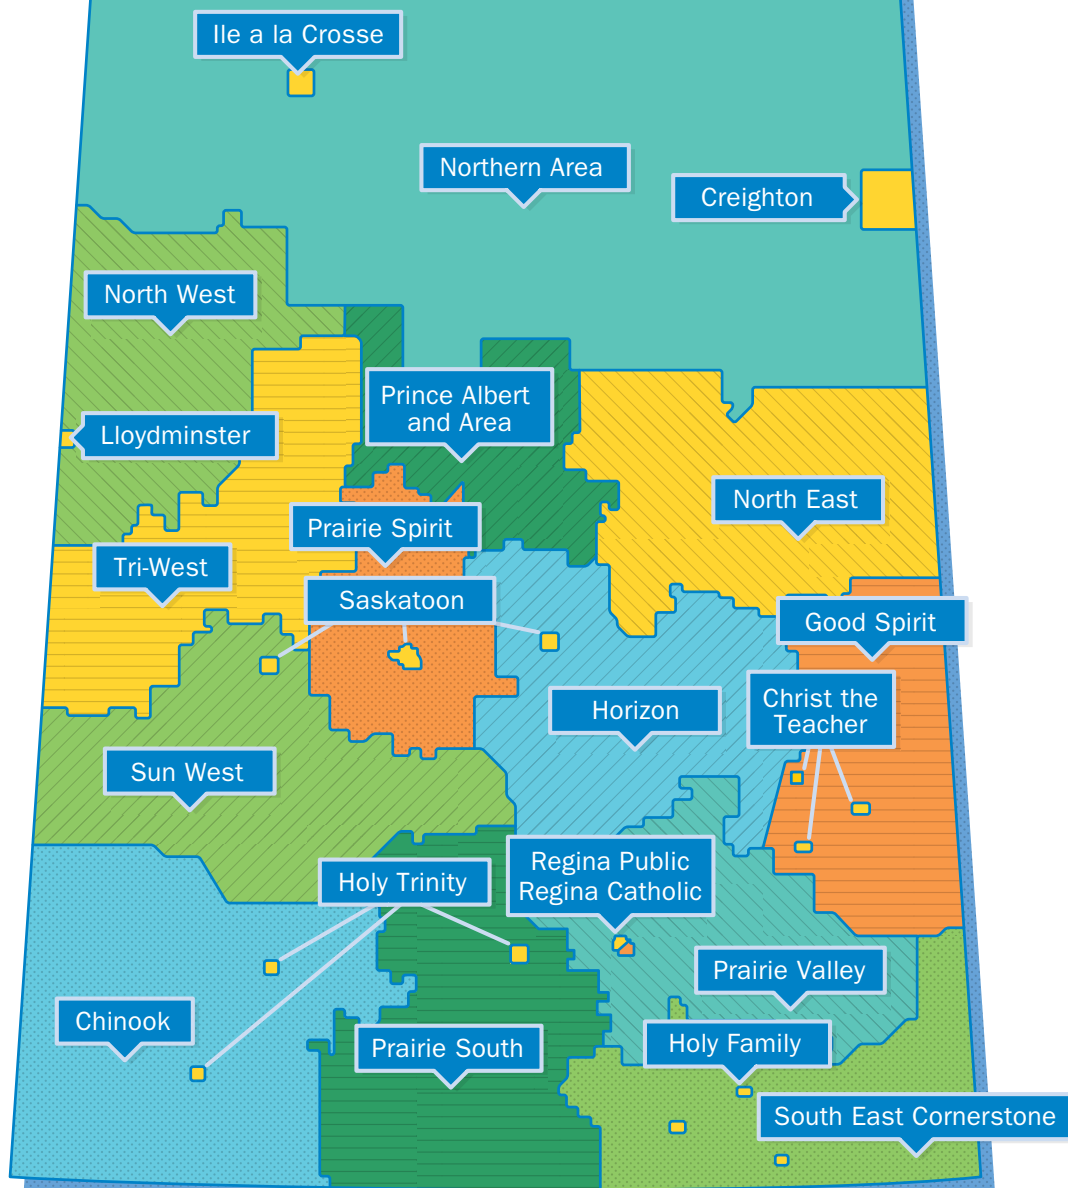 Ile a la Crosse
Northern Area
Creighton
North West
Prince Albert
and Area
Lloydminster
North East
Prairie Spirit
Tri-West
Saskatoon
Good Spirit
Christ the
Teacher
Horizon
Sun West
Regina Public
Regina Catholic
Holy Trinity
Prairie Valley
Chinook
Prairie South
Holy Family
South East Cornerstone